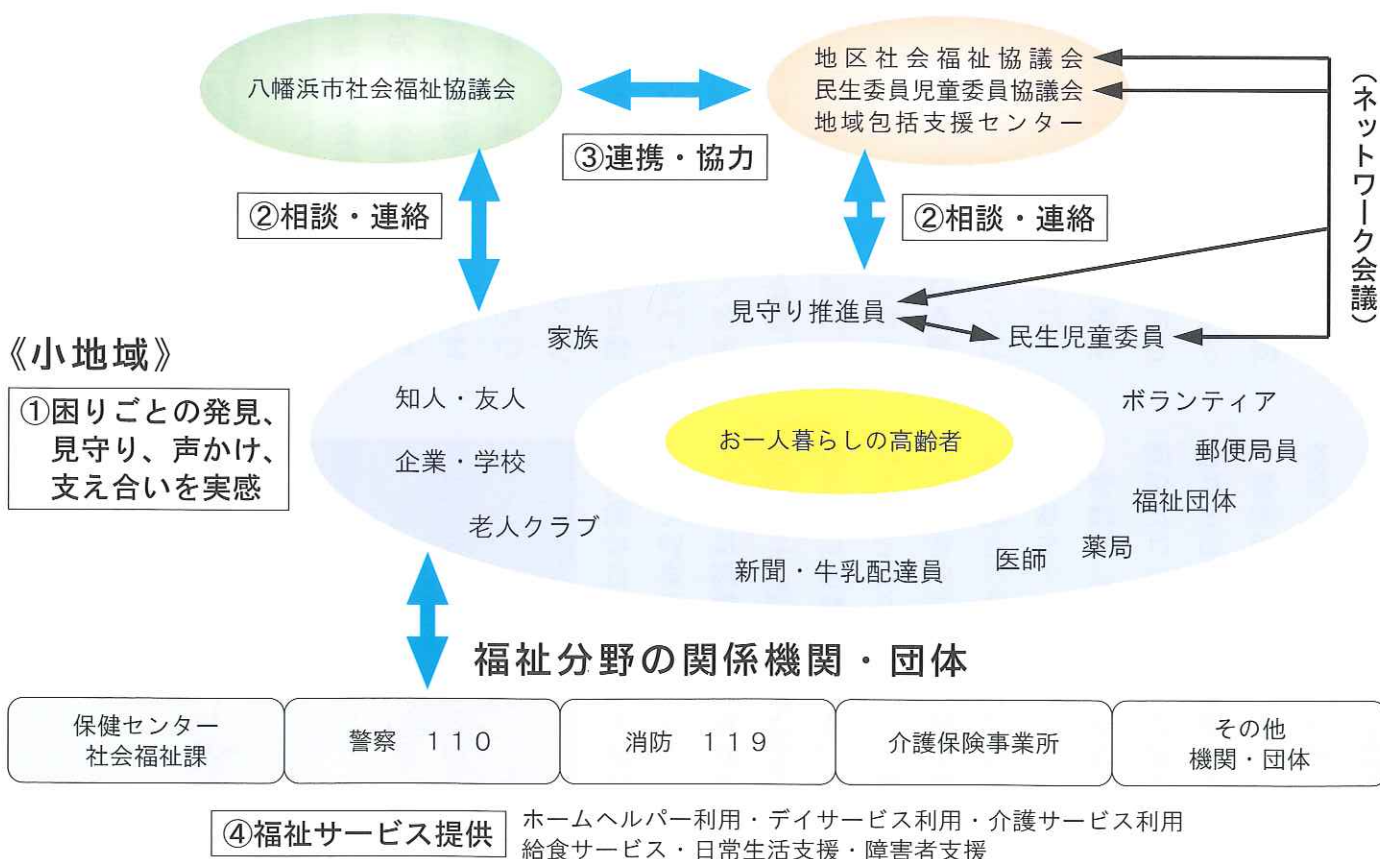 八幡浜市社会福祉協議会
地区社会福祉協議会
民生委員児童委員協議会
地域包括支援センター
(ネットワーク会議)
③連携・協力
②相談・連絡
②相談・連絡
《小地域》
①困りごとの発見、
見守り、声かけ、
支え合いを実感
家族
見守り推進員
民生児童委員
知人・友人
ボランティア
企業・学校
お一人暮らしの高齢者
郵便局員
老人クラブ
福祉団体
新聞・牛乳配達員
医師
薬局
福祉分野の関係機関・団体
保健センター
社会福祉課
警察 110
消防 119
介護保険事業所
その他
機関・団体
④福祉サービス提供
ホームヘルパー利用・デイサービス利用・介護サービス利用
給食サービス・日常生活支援・障害者支援